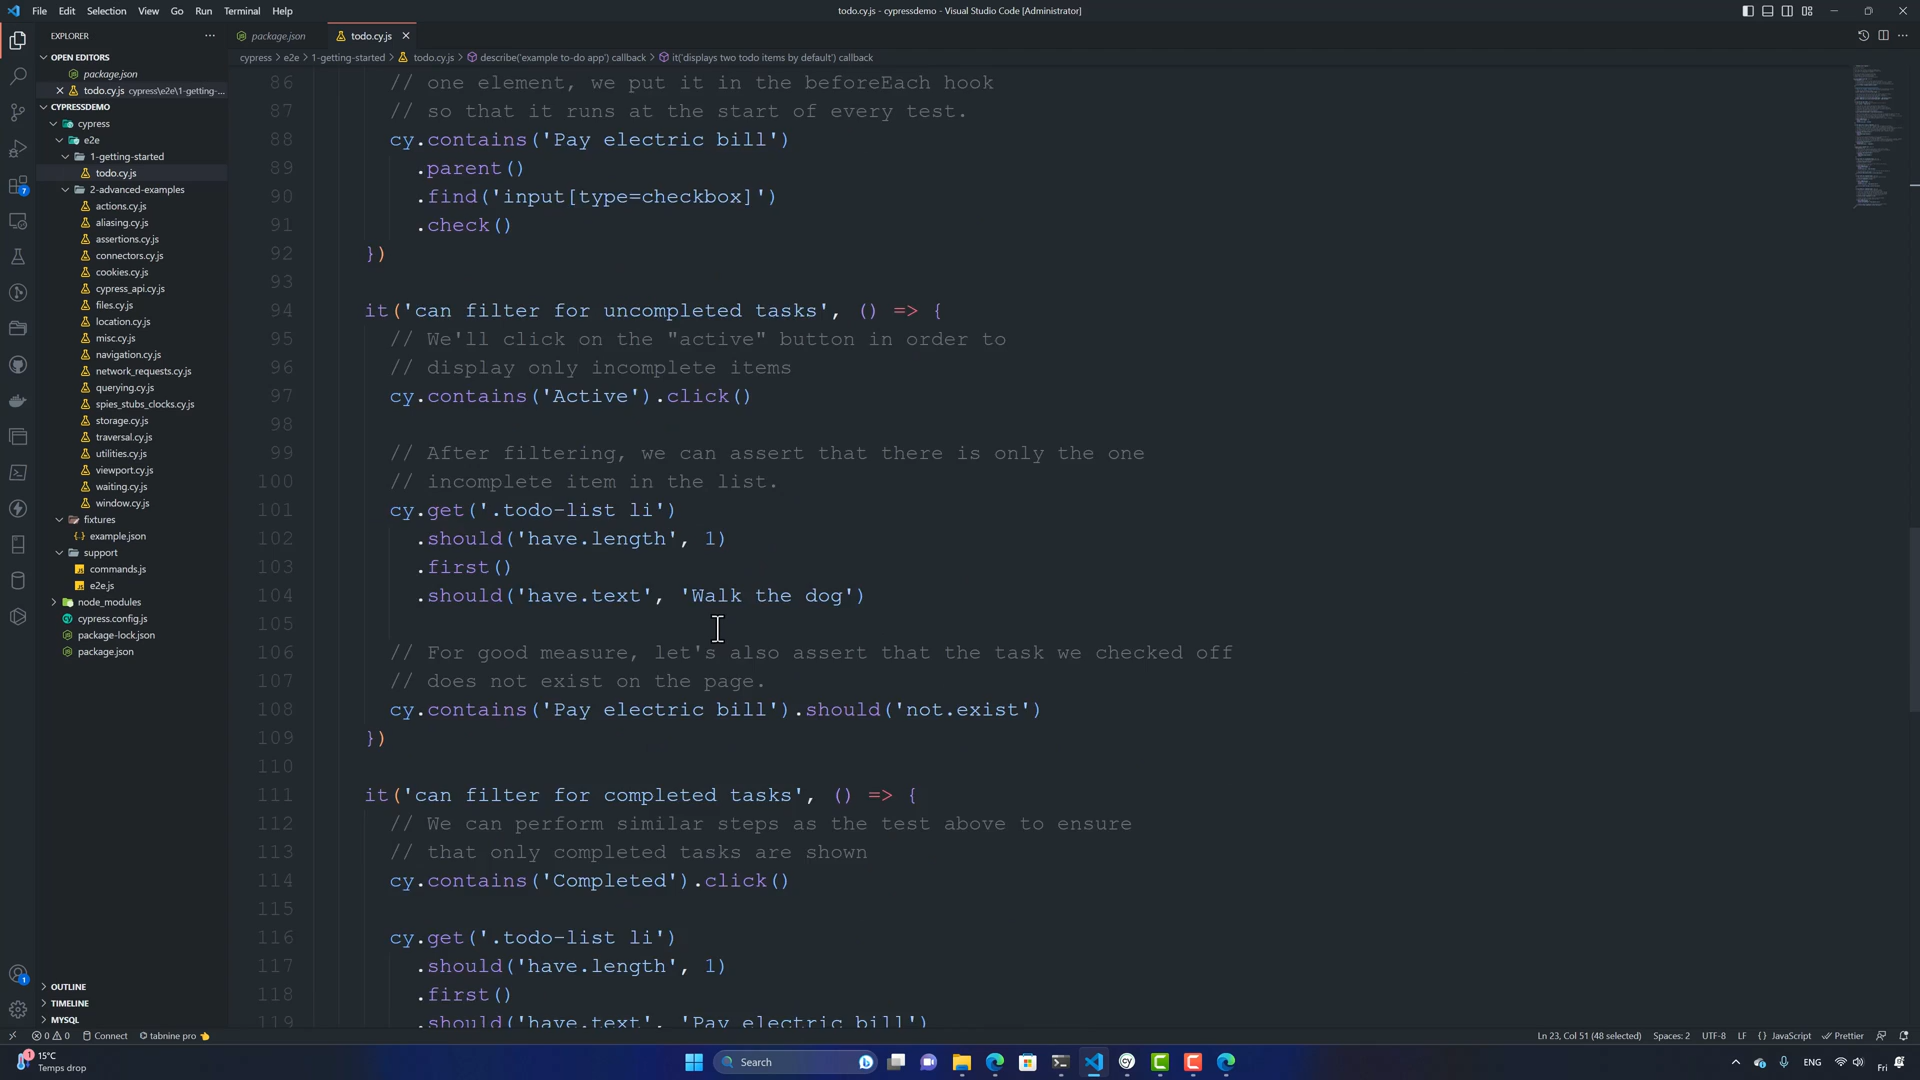 File Edit Selection View Go Run Terminal Help
todo.cy.js - cypressdemo - Visual Studio Code [Administrator]
EXPLORER
OPEN EDITORS
package.json
todo.cy.js cypress\e2e\1-getting-...
CYPRESSDEMO
cypress
e2e
1-getting-started
todo.cy.js
2-advanced-examples
actions.cy.js
aliasing.cy.js
assertions.cy.js
connectors.cy.js
cookies.cy.js
cypress_api.cy.js
files.cy.js
location.cy.js
misc.cy.js
navigation.cy.js
network_requests.cy.js
querying.cy.js
spies_stubs_clocks.cy.js
storage.cy.js
traversal.cy.js
utilities.cy.js
viewport.cy.js
waiting.cy.js
window.cy.js
fixtures
example.json
support
commands.js
e2e.js
node_modules
cypress.config.js
package-lock.json
package.json
OUTLINE
TIMELINE
MYSQL
package.json todo.cy.js
cypress > e2e > 1-getting-started > todo.cy.js > describe('example to-do app') callback > it('displays two todo items by default') callback
86 // one element, we put it in the beforeEach hook
87 // so that it runs at the start of every test.
88 cy.contains('Pay electric bill')
89 .parent()
90 .find('input[type=checkbox]')
91 .check()
92 })
93
94 it('can filter for uncompleted tasks', () => {
95 // We'll click on the "active" button in order to
96 // display only incomplete items
97 cy.contains('Active').click()
98
99 // After filtering, we can assert that there is only the one
100 // incomplete item in the list.
101 cy.get('.todo-list li')
102 .should('have.length', 1)
103 .first()
104 .should('have.text', 'Walk the dog')
105
106 // For good measure, let's also assert that the task we checked off
107 // does not exist on the page.
108 cy.contains('Pay electric bill').should('not.exist')
109 })
110
111 it('can filter for completed tasks', () => {
112 // We can perform similar steps as the test above to ensure
113 // that only completed tasks are shown
114 cy.contains('Completed').click()
115
116 cy.get('.todo-list li')
117 .should('have.length', 1)
118 .first()
119 .should('have.text', 'Pay electric bill')
0 0 Connect tabnine pro
Ln 23, Col 51 (48 selected) Spaces: 2 UTF-8 LF {} JavaScript Prettier
15°C
Temps drop
Search
ENG
Fri